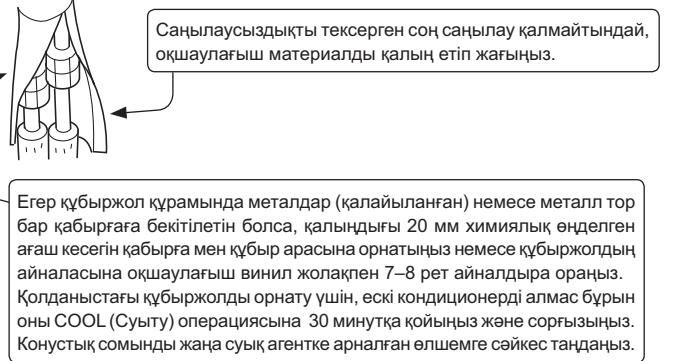 Саңылаусыздықты тексерген соң саңылау қалмайтындай,
оқшаулағыш материалды қалың етіп жағыңыз.
Егер құбыржол құрамында металдар (қалайыланған) немесе металл тор
бар қабырғаға бекітілетін болса, қалыңдығы 20 мм химиялық өңделген
ағаш кесегін қабырға мен құбыр арасына орнатыңыз немесе құбыржолдың
айналасына оқшаулағыш винил жолақпен 7–8 рет айналдыра ораңыз.
Қолданыстағы құбыржолды орнату үшін, ескі кондиционерді алмас бұрын
оны COOL (Суыту) операциясына 30 минутқа қойыңыз және сорғызыңыз.
Конустық сомынды жаңа суық агентке арналған өлшемге сәйкес таңдаңыз.